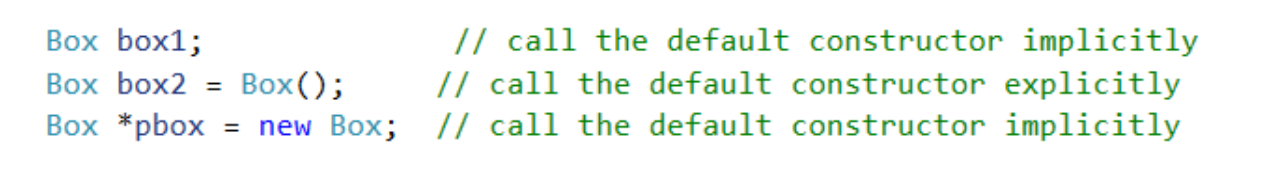 Box box1; // call the default constructor implicitly
Box box2 = Box(); // call the default constructor explicitly
Box *pbox = new Box; // call the default constructor implicitly